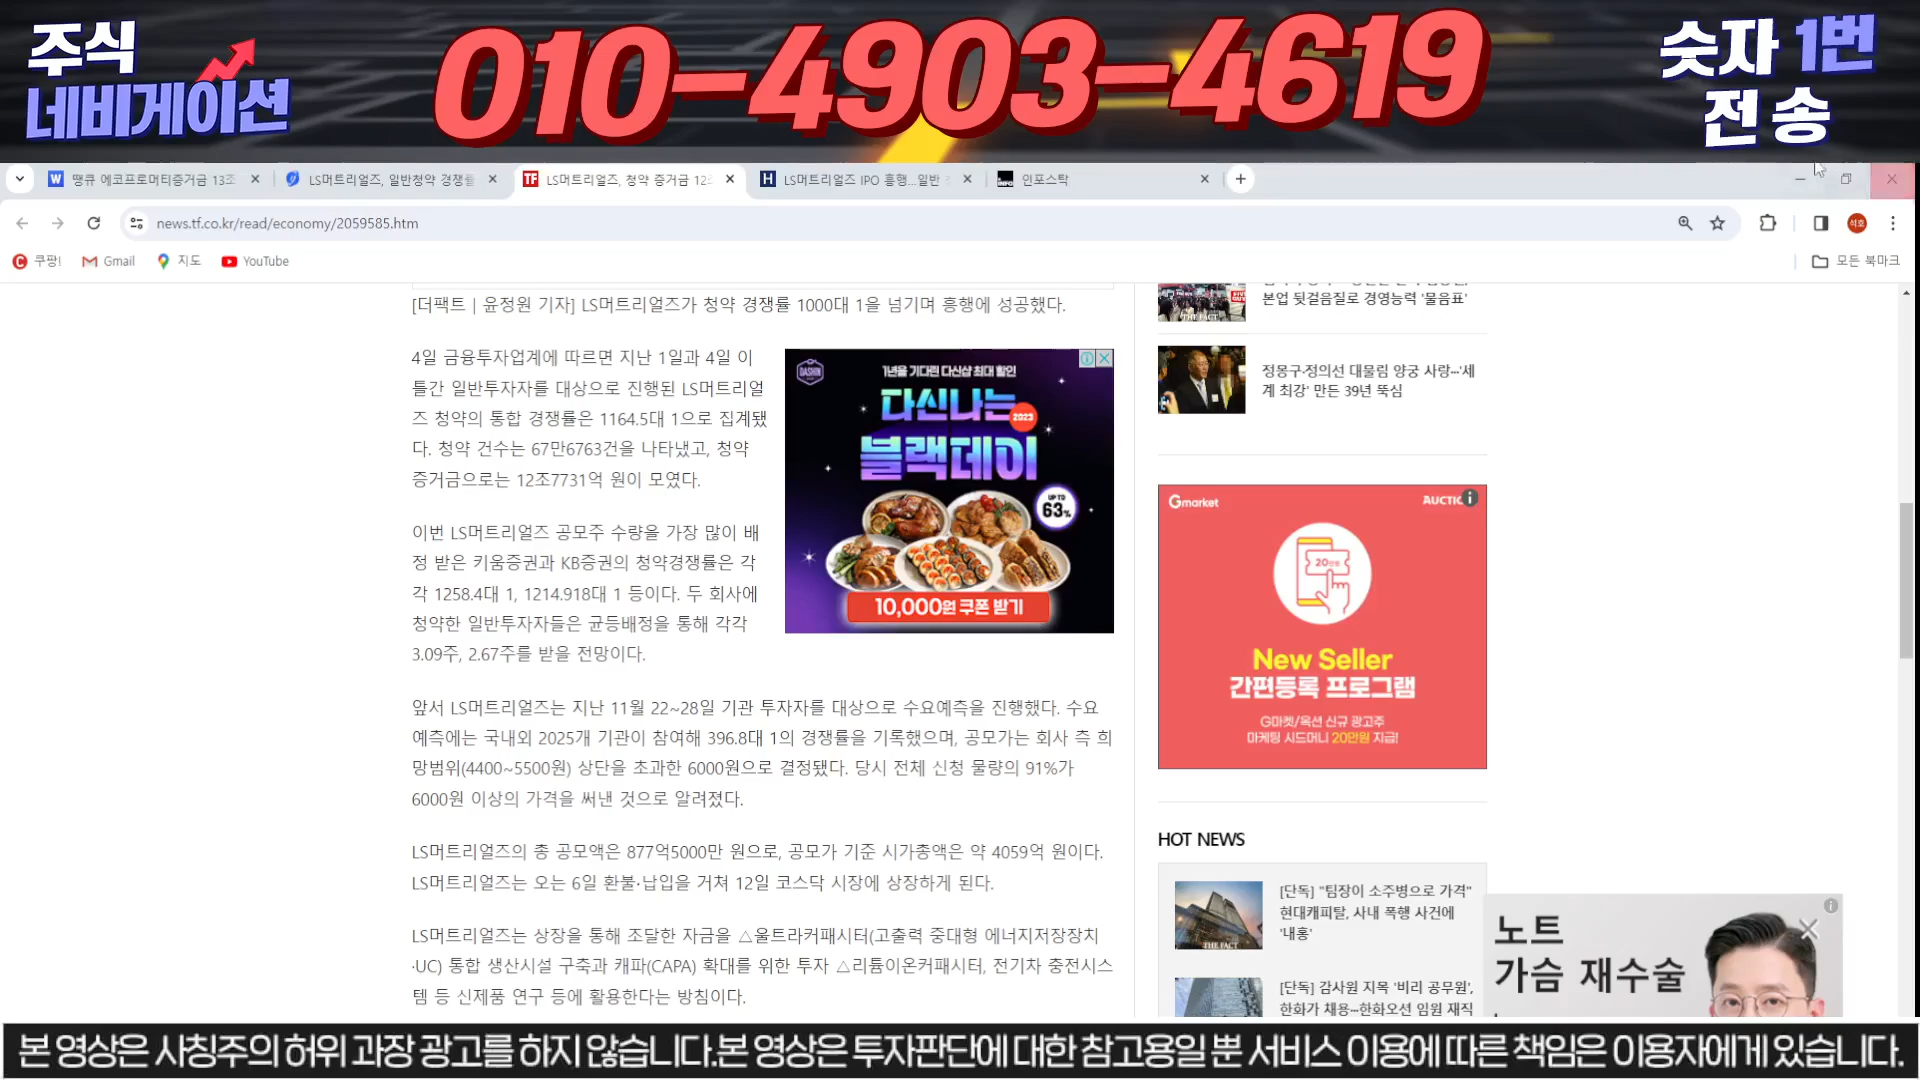 주식
네비게이션
010-4903-4619
숫자 1번
전송
땡큐 에코프로머티증거금 13조
LS머트리얼즈, 일반청약 경쟁률
LS머트리얼즈, 청약 증거금 12조
LS머트리얼즈 IPO 흥행...일반
인포스탁
news.tf.co.kr/read/economy/2059585.htm
석호
쿠팡!
Gmail
지도
YouTube
모든 북마크
[더팩트 | 윤정원 기자] LS머트리얼즈가 청약 경쟁률 1000대 1을 넘기며 흥행에 성공했다.
4일 금융투자업계에 따르면 지난 1일과 4일 이
틀간 일반투자자를 대상으로 진행된 LS머트리얼
즈 청약의 통합 경쟁률은 1164.5대 1으로 집계됐
다. 청약 건수는 67만6763건을 나타냈고, 청약
증거금으로는 12조7731억 원이 모였다.
이번 LS머트리얼즈 공모주 수량을 가장 많이 배
정 받은 키움증권과 KB증권의 청약경쟁률은 각
각 1258.4대 1, 1214.918대 1 등이다. 두 회사에
청약한 일반투자자들은 균등배정을 통해 각각
3.09주, 2.67주를 받을 전망이다.
DASHIN
1년을 기다린 다신샵 최대 할인
다신나는
2023
블랙데이
UP TO
63%
10,000원 쿠폰 받기
앞서 LS머트리얼즈는 지난 11월 22~28일 기관 투자자를 대상으로 수요예측을 진행했다. 수요
예측에는 국내외 2025개 기관이 참여해 396.8대 1의 경쟁률을 기록했으며, 공모가는 회사 측 희
망범위(4400~5500원) 상단을 초과한 6000원으로 결정됐다. 당시 전체 신청 물량의 91%가
6000원 이상의 가격을 써낸 것으로 알려졌다.
LS머트리얼즈의 총 공모액은 877억5000만 원으로, 공모가 기준 시가총액은 약 4059억 원이다.
LS머트리얼즈는 오는 6일 환불·납입을 거쳐 12일 코스닥 시장에 상장하게 된다.
LS머트리얼즈는 상장을 통해 조달한 자금을 △울트라커패시터(고출력 중대형 에너지저장장치
·UC) 통합 생산시설 구축과 캐파(CAPA) 확대를 위한 투자 △리튬이온커패시터, 전기차 충전시스
템 등 신제품 연구 등에 활용한다는 방침이다.
THE FACT
본업 뒷걸음질로 경영능력 '물음표'
정몽구·정의선 대물림 양궁 사랑…'세
계 최강' 만든 39년 뚝심
Gmarket
AUCTIO
20만원
New Seller
간편등록 프로그램
G마켓/옥션 신규 광고주
마케팅 시드머니 20만원 지급!
HOT NEWS
THE FACT
[단독] "팀장이 소주병으로 가격"
현대캐피탈, 사내 폭행 사건에
'내홍'
[단독] 감사원 지목 '비리 공무원',
한화가 채용…한화오션 임원 재직
노트
가슴 재수술
본 영상은 사칭주의 허위 과장 광고를 하지 않습니다.본 영상은 투자판단에 대한 참고용일 뿐 서비스 이용에 따른 책임은 이용자에게 있습니다.